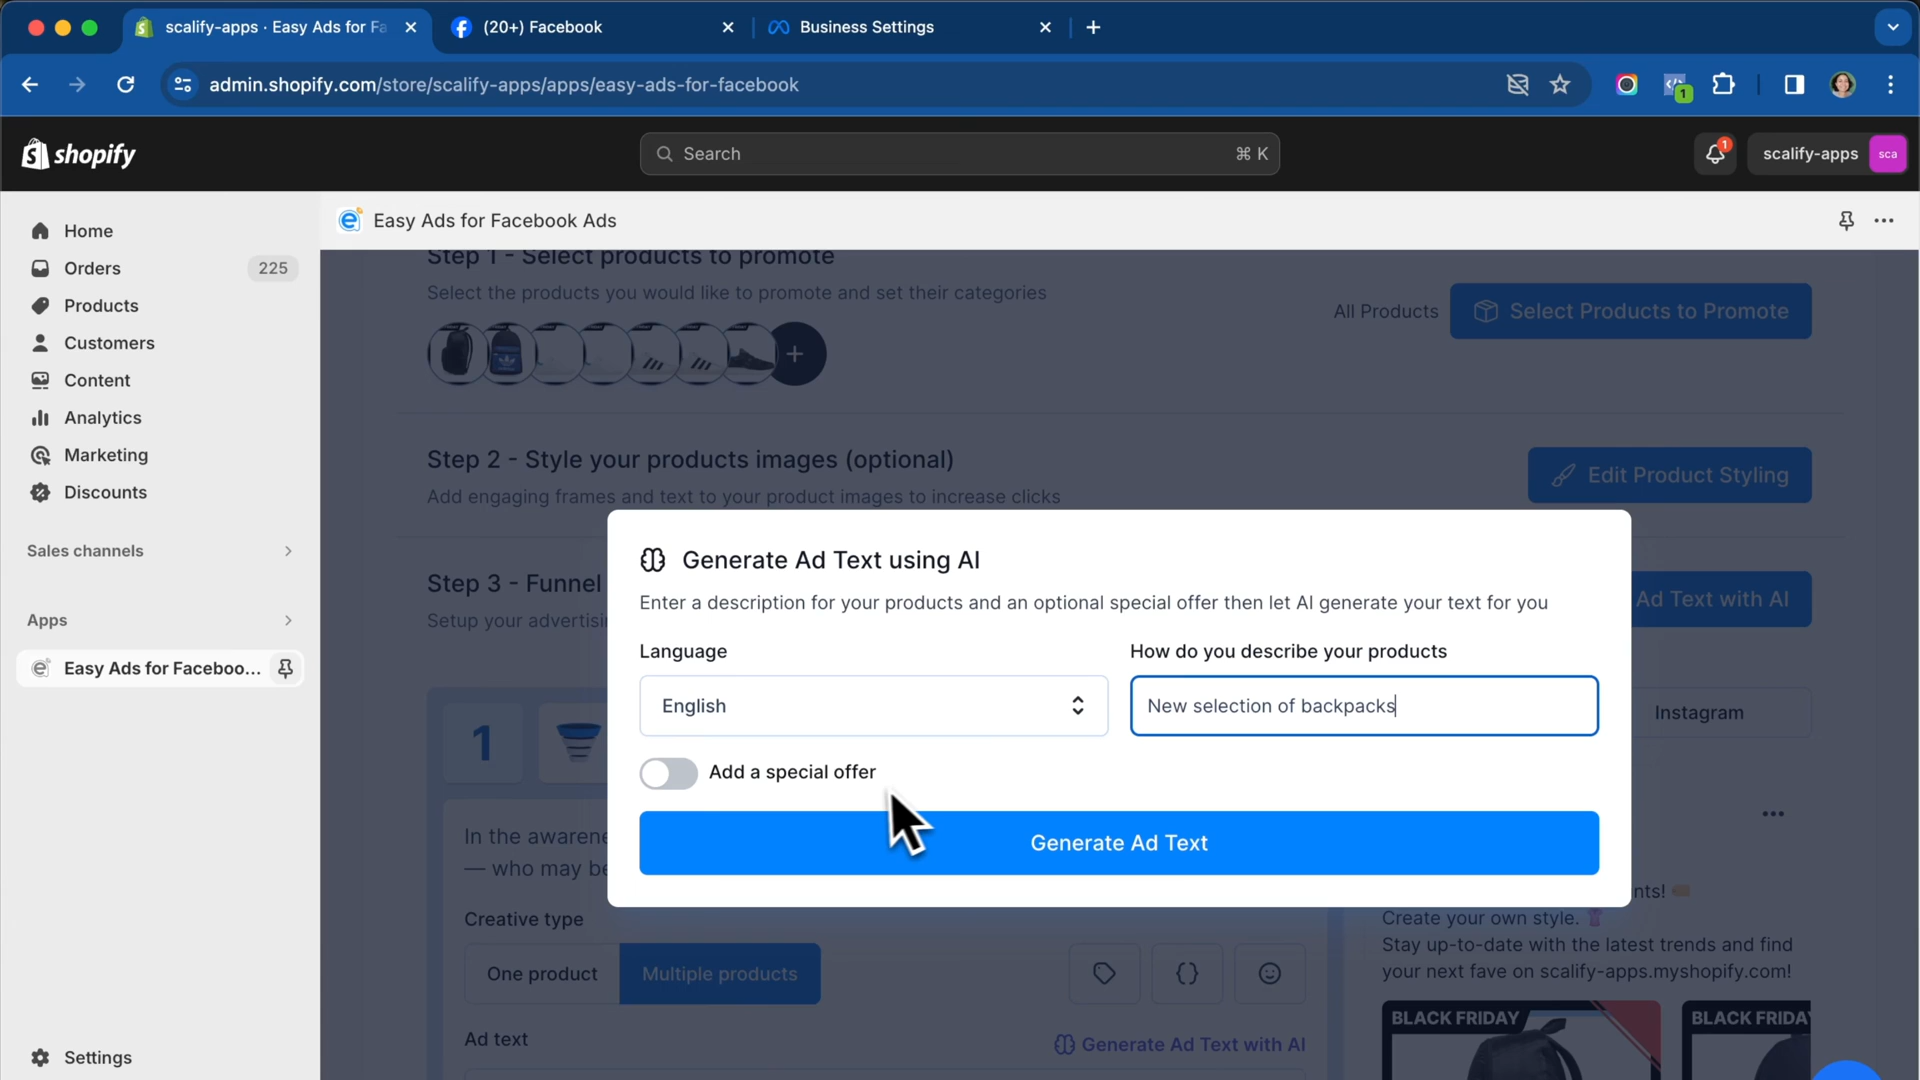 scalify-apps · Easy Ads for Fa
(20+) Facebook
Business Settings
admin.shopify.com/store/scalify-apps/apps/easy-ads-for-facebook
1
shopify
Search
⌘ K
1
scalify-apps
sca
Home
Orders
225
Products
Customers
Content
Analytics
Marketing
Discounts
Sales channels
Apps
Easy Ads for Faceboo...
Settings
Easy Ads for Facebook Ads
Step 1 - Select products to promote
Select the products you would like to promote and set their categories
All Products
Select Products to Promote
Step 2 - Style your products images (optional)
Add engaging frames and text to your product images to increase clicks
Edit Product Styling
Step 3 - Funnel
Setup your advertisi
Ad Text with AI
Generate Ad Text using AI
Enter a description for your products and an optional special offer then let AI generate your text for you
Language
How do you describe your products
English
New selection of backpacks
Add a special offer
Generate Ad Text
1
Instagram
In the awarene
— who may be
Creative type
One product
Multiple products
{}
Ad text
Generate Ad Text with AI
nts!
Create your own style.
Stay up-to-date with the latest trends and find
your next fave on scalify-apps.myshopify.com!
BLACK FRIDAY
BLACK FRIDAY